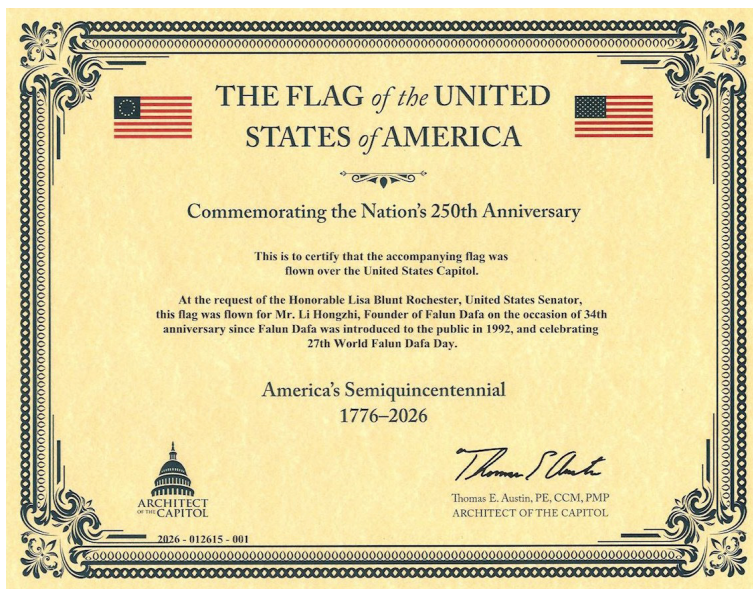 THE FLAG of the UNITED
STATES of AMERICA
Commemorating the Nation's 250th Anniversary
This is to certify that the accompanying flag was
flown over the United States Capitol.
At the request of the Honorable Lisa Blunt Rochester, United States Senator,
this flag was flown for Mr. Li Hongzhi, Founder of Falun Dafa on the occasion of 34th
anniversary since Falun Dafa was introduced to the public in 1992, and celebrating
27th World Falun Dafa Day.
America's Semiquincentennial
1776–2026
ARCHITECT
OF THE CAPITOL
2026 - 012615 - 001
Thomas E Austin
Thomas E. Austin, PE, CCM, PMP
ARCHITECT OF THE CAPITOL